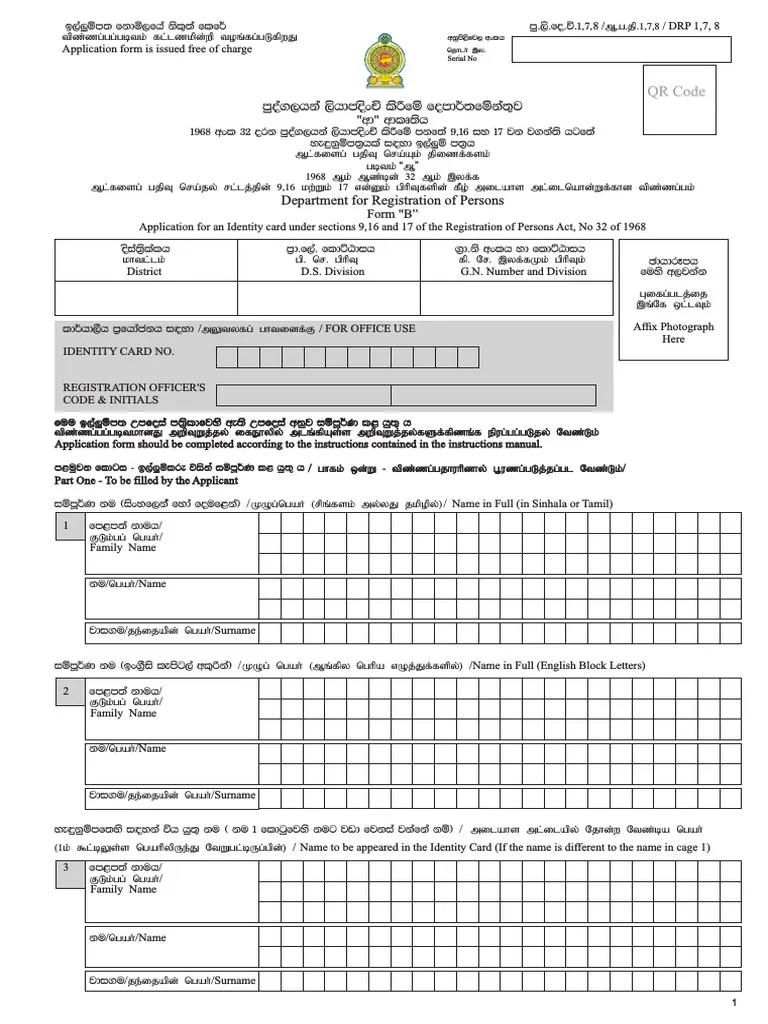 ඉල්ලුම්පත නොමිලයේ නිකුත් කෙරේ
விண்ணப்பப்படிவம் கட்டணமின்றி வழங்கப்படுகிறது
Application form is issued free of charge
පු.ලි.දෙ.වි.1,7,8 /ஆ.ப.தி.1,7,8 / DRP 1, 7, 8
අනුපිළිවෙල අංකය
தொடர் இல.
Serial No
QR Code
පුද්ගලයන් ලියාපදිංචි කිරීමේ දෙපාර්තමේන්තුව
"ආ" ආකෘතිය
1968 අංක 32 දරන පුද්ගලයන් ලියාපදිංචි කිරීමේ පනතේ 9,16 සහ 17 වන වගන්ති යටතේ
හැඳුනුම්පත්‍රයක් සඳහා ඉල්ලුම් පත්‍රය
ஆட்களைப் பதிவு செய்யும் திணைக்களம்
படிவம் “ஆ”
1968 ஆம் ஆண்டின் 32 ஆம் இலக்க
ஆட்களைப் பதிவு செய்தல் சட்டத்தின் 9,16 மற்றும் 17 என்னும் பிரிவுகளின் கீழ் அடையாள அட்டையொன்றுக்கான விண்ணப்பம்
Department for Registration of Persons
Form "B”
Application for an Identity card under sections 9,16 and 17 of the Registration of Persons Act, No 32 of 1968
දිස්ත්‍රික්කය
மாவட்டம்
District
ප්‍රා.ලේ. කොට්ඨාසය
பி. செ. பிரிவு
D.S. Division
ග්‍රා.නි අංකය හා කොට්ඨාසය
கி. சே. இலக்கமும் பிரிவும்
G.N. Number and Division
ඡායාරූපය
මෙහි අලවන්න
புகைப்படத்தை
இங்கே ஒட்டவும்
Affix Photograph
Here
කාර්යාලීය ප්‍රයෝජනය සඳහා /அலுவலகப் பாவனைக்கு / FOR OFFICE USE
IDENTITY CARD NO.
REGISTRATION OFFICER'S
CODE & INITIALS
මෙම ඉල්ලුම්පත උපදෙස් පත්‍රිකාවෙහි ඇති උපදෙස් අනුව සම්පූර්ණ කළ යුතු ය
விண்ணப்பப்படிவமானது அறிவுறுத்தல் கைநூலில் அடங்கியுள்ள அறிவுறுத்தல்களுக்கிணங்க நிரப்பப்படுதல் வேண்டும்
Application form should be completed according to the instructions contained in the instructions manual.
පළමුවන කොටස - ඉල්ලුම්කරු විසින් සම්පූර්ණ කළ යුතු ය / பாகம் ஒன்று - விண்ணப்பதாரரினால் பூரணப்படுத்தப்பட வேண்டும்/
Part One - To be filled by the Applicant
සම්පූර්ණ නම (සිංහලෙන් හෝ දෙමළෙන්) /முழுப்பெயர் (சிங்களம் அல்லது தமிழில்)/ Name in Full (in Sinhala or Tamil)
1
පෙළපත් නාමය/
குடும்பப் பெயர்/
Family Name
නම/பெயர்/Name
වාසගම/தந்தையின் பெயர்/Surname
සම්පූර්ණ නම (ඉංග්‍රීසි කැපිටල් අකුරින්) /முழுப் பெயர் (ஆங்கில பெரிய எழுத்துக்களில்) /Name in Full (English Block Letters)
2
පෙළපත් නාමය/
குடும்பப் பெயர்/
Family Name
නම/பெயர்/Name
වාසගම/தந்தையின் பெயர்/Surname
හැඳුනුම්පතෙහි සඳහන් විය යුතු නම ( නම 1 කොටුවෙහි නමට වඩා වෙනස් වන්නේ නම්) / அடையாள அட்டையில் தோன்ற வேண்டிய பெயர்
(1ம் கூட்டிலுள்ள பெயரிலிருந்து வேறுபட்டிருப்பின்) / Name to be appeared in the Identity Card (If the name is different to the name in cage 1)
3
පෙළපත් නාමය/
குடும்பப் பெயர்/
Family Name
නම/பெயர்/Name
වාසගම/தந்தையின் பெயர்/Surname
1